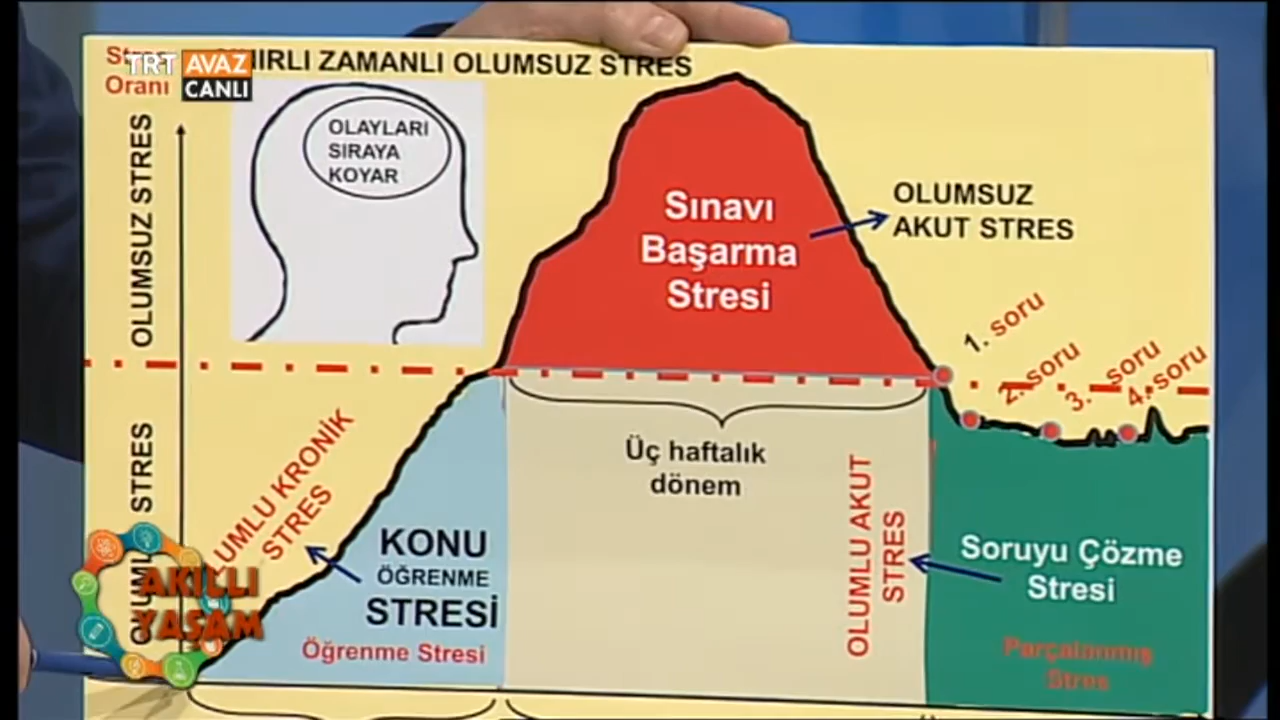 TRT AVAZ
CANLI
Oranı
ZAMANLI OLUMSUZ STRES
OLUMSUZ STRES
OLAYLARI
SIRAYA
KOYAR
Sınavı
Başarma
Stresi
OLUMSUZ
AKUT STRES
1. soru
2. soru
3. soru
4. soru
Üç haftalık
dönem
STRES
KRONİK
STRES
KONU
ÖĞRENME
STRESİ
Öğrenme Stresi
OLUMLU AKUT
STRES
Soruyu Çözme
Stresi
Parçalanmış
Stres
AKILLI
YAŞAM